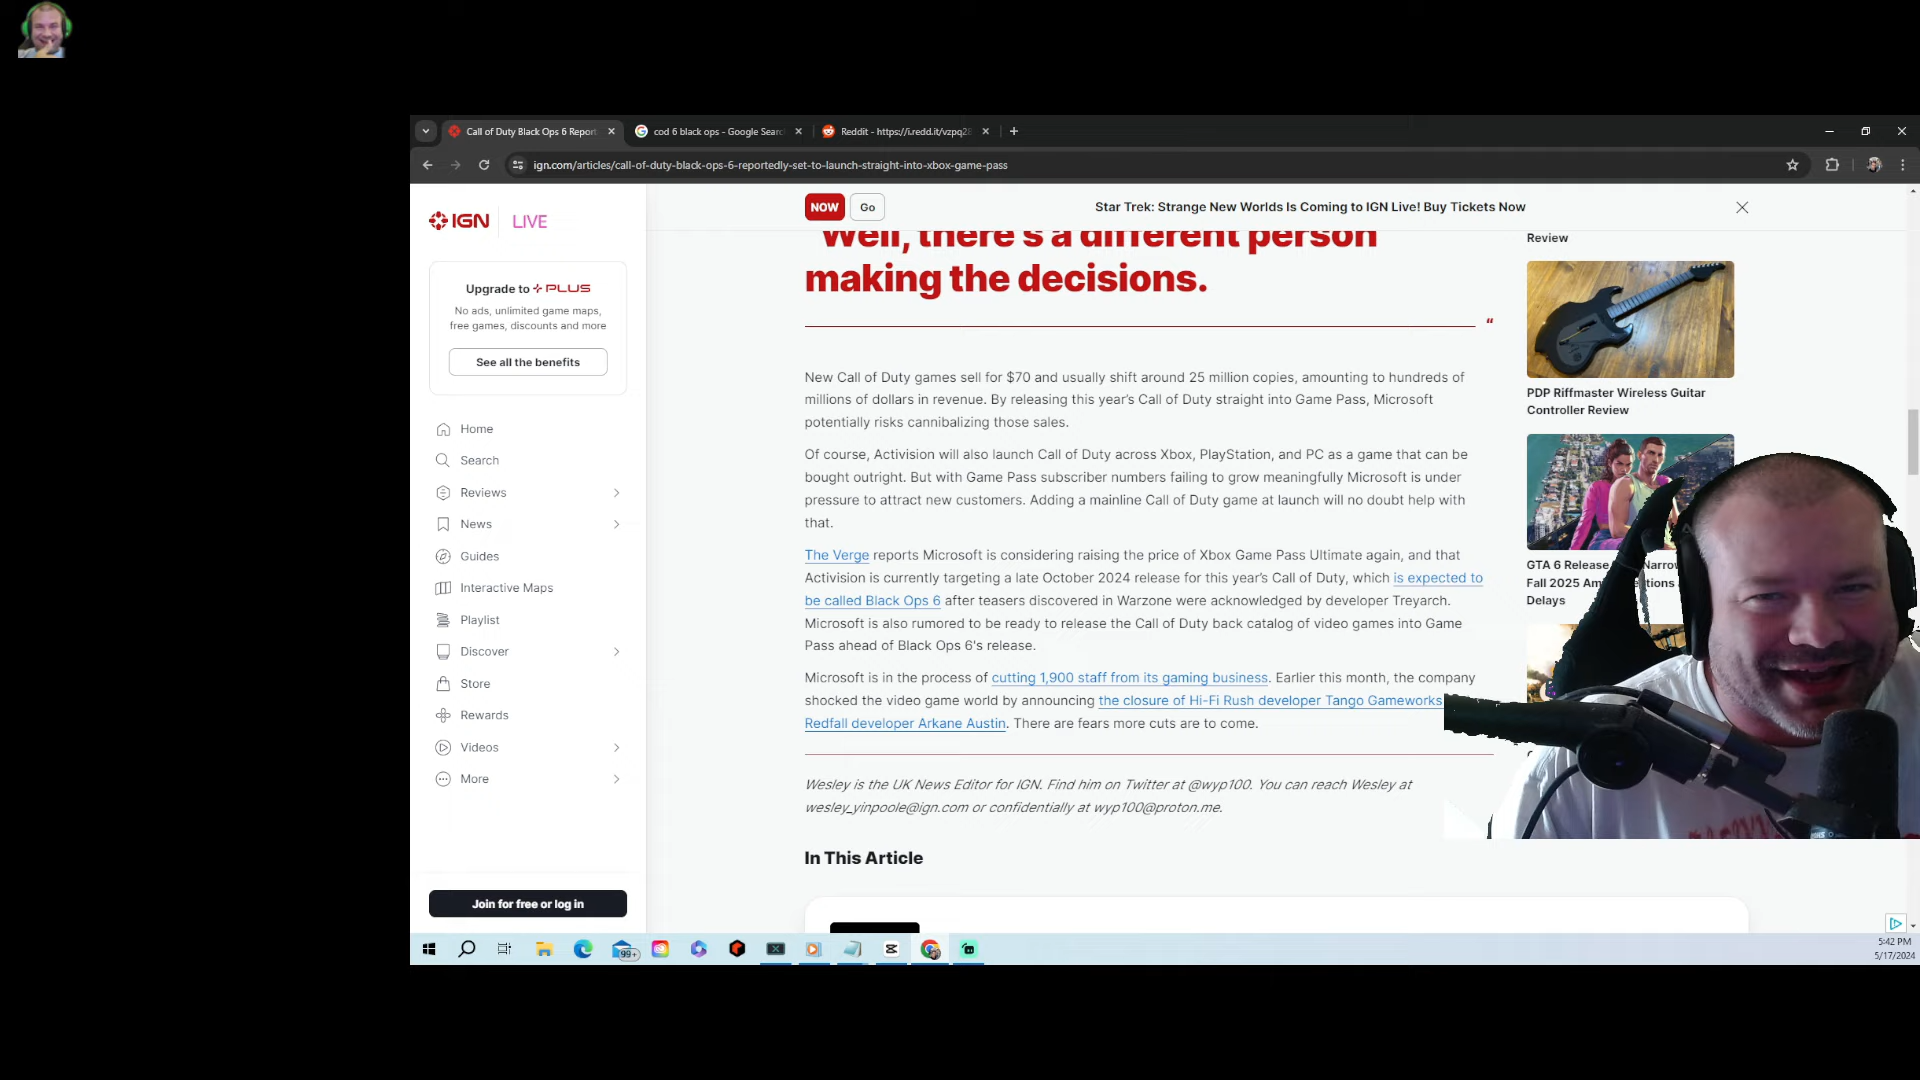 Call of Duty Black Ops 6 Report
cod 6 black ops - Google Searc
Reddit - https://i.redd.it/vzpq28
ign.com/articles/call-of-duty-black-ops-6-reportedly-set-to-launch-straight-into-xbox-game-pass
IGN LIVE
NOW Go
Star Trek: Strange New Worlds Is Coming to IGN Live! Buy Tickets Now
Upgrade to PLUS
No ads, unlimited game maps,
free games, discounts and more
See all the benefits
Home
Search
Reviews
News
Guides
Interactive Maps
Playlist
Discover
Store
Rewards
Videos
More
Join for free or log in
Well, there's a different person
making the decisions.
“
New Call of Duty games sell for $70 and usually shift around 25 million copies, amounting to hundreds of
millions of dollars in revenue. By releasing this year's Call of Duty straight into Game Pass, Microsoft
potentially risks cannibalizing those sales.
Of course, Activision will also launch Call of Duty across Xbox, PlayStation, and PC as a game that can be
bought outright. But with Game Pass subscriber numbers failing to grow meaningfully Microsoft is under
pressure to attract new customers. Adding a mainline Call of Duty game at launch will no doubt help with
that.
The Verge reports Microsoft is considering raising the price of Xbox Game Pass Ultimate again, and that
Activision is currently targeting a late October 2024 release for this year's Call of Duty, which is expected to
be called Black Ops 6 after teasers discovered in Warzone were acknowledged by developer Treyarch.
Microsoft is also rumored to be ready to release the Call of Duty back catalog of video games into Game
Pass ahead of Black Ops 6's release.
Microsoft is in the process of cutting 1,900 staff from its gaming business. Earlier this month, the company
shocked the video game world by announcing the closure of Hi-Fi Rush developer Tango Gameworks
Redfall developer Arkane Austin. There are fears more cuts are to come.
Wesley is the UK News Editor for IGN. Find him on Twitter at @wyp100. You can reach Wesley at
wesley_yinpoole@ign.com or confidentially at wyp100@proton.me.
In This Article
Review
PDP Riffmaster Wireless Guitar
Controller Review
GTA 6 Release Narro
Fall 2025 Am tions
Delays
99+
5:42 PM
5/17/2024